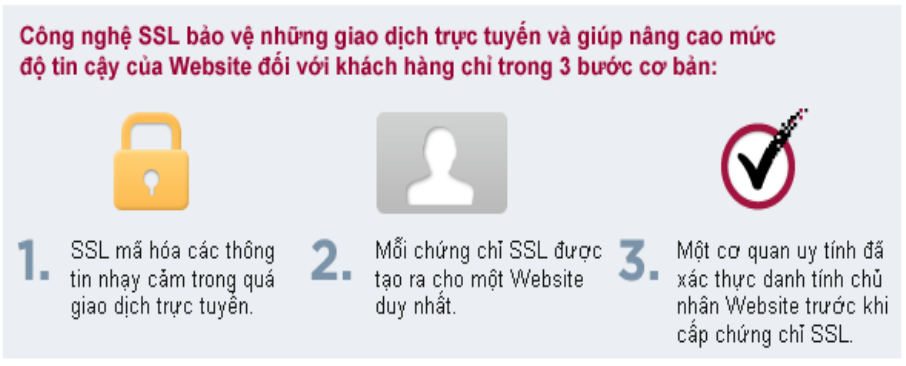 Công nghệ SSL bảo vệ những giao dịch trực tuyến và giúp nâng cao mức
độ tin cậy của Website đối với khách hàng chỉ trong 3 bước cơ bản:
1. SSL mã hóa các thông
tin nhạy cảm trong quá
giao dịch trực tuyến.
2. Mỗi chứng chỉ SSL được
tạo ra cho một Website
duy nhất.
3. Một cơ quan uy tính đã
xác thực danh tính chủ
nhân Website trước khi
cấp chứng chỉ SSL.